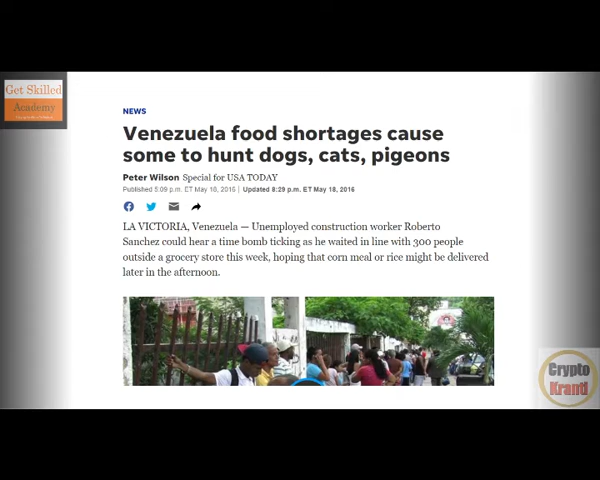 Get Skilled
Academy
NEWS
Venezuela food shortages cause
some to hunt dogs, cats, pigeons
Peter Wilson Special for USA TODAY
Published 5:09 p.m. ET May 18, 2016 | Updated 8:29 p.m. ET May 18, 2016
LA VICTORIA, Venezuela — Unemployed construction worker Roberto
Sanchez could hear a time bomb ticking as he waited in line with 300 people
outside a grocery store this week, hoping that corn meal or rice might be delivered
later in the afternoon.
Crypto
Kranti